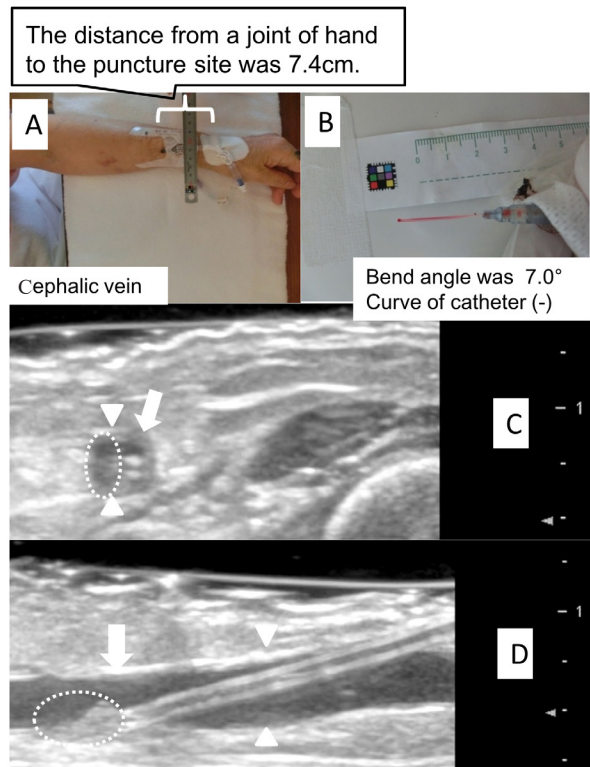 The distance from a joint of hand
to the puncture site was 7.4cm.
A
B
0 1 2 3 4 5
Cephalic vein
Bend angle was 7.0°
Curve of catheter (-)
C
1
D
1